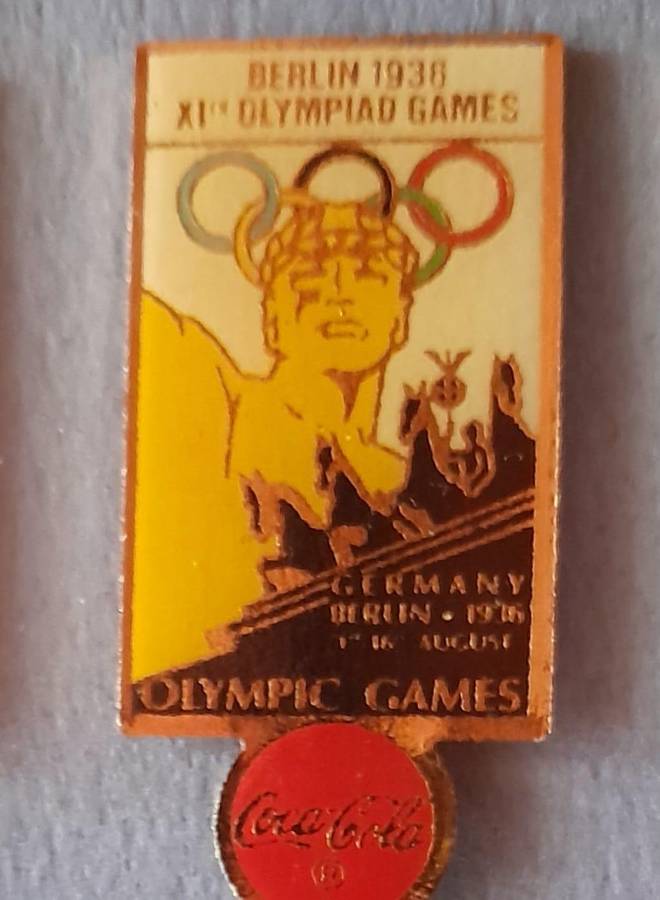 BERLIN 1936
XITH OLYMPIAD GAMES
GERMANY
BERLIN • 1936
1ST 16TH AUGUST
OLYMPIC GAMES
Coca-Cola
®